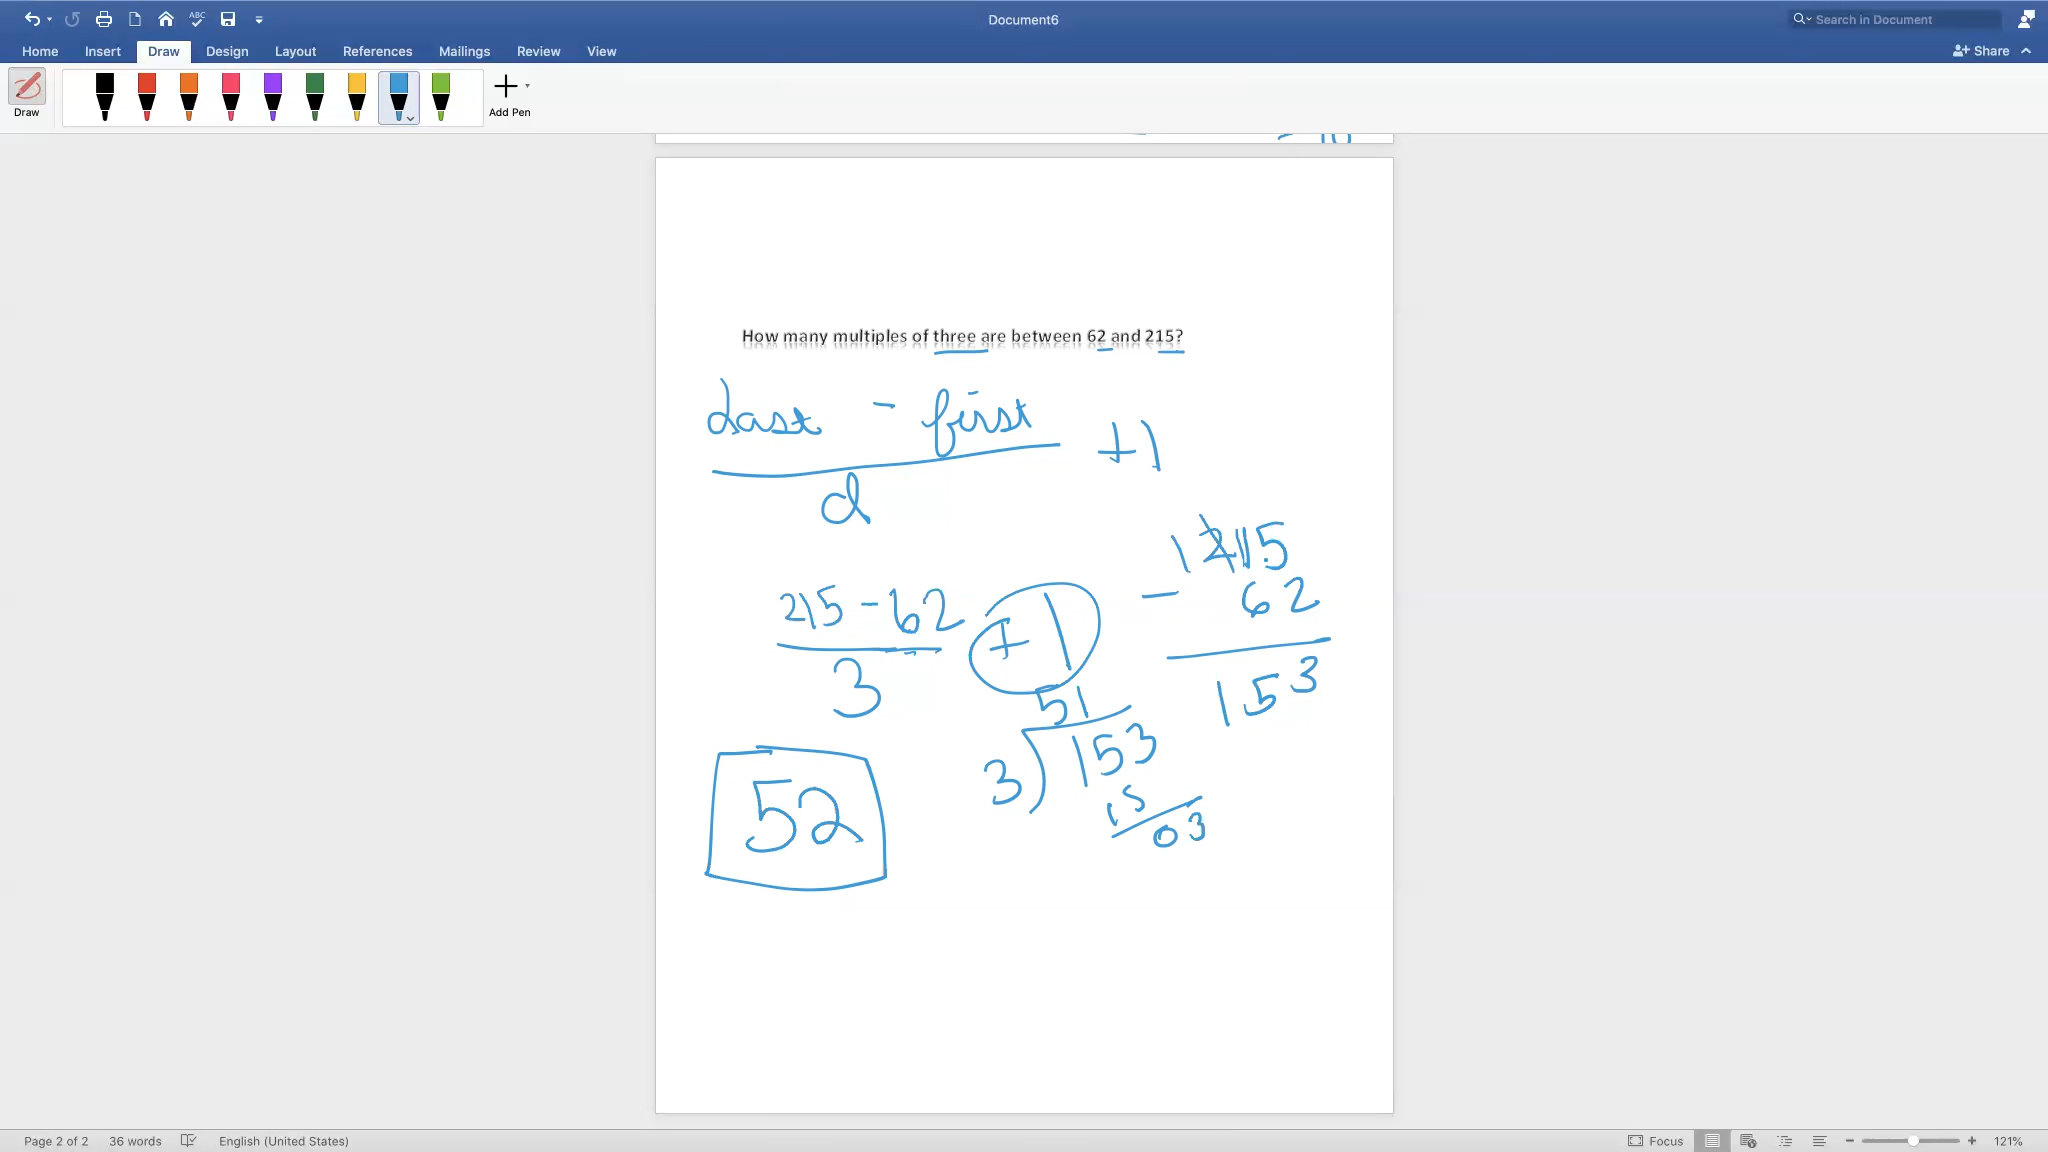 Document6
Search in Document
ABC
Home Insert Draw Design Layout References Mailings Review View
Share
Draw
Add Pen
How many multiples of three are between 62 and 215?
Last - first
+1
d
1 215
- 62
153
215 - 62
+ 1
3
51
3 153
15
03
52
Page 2 of 2 36 words English (United States)
Focus
121%